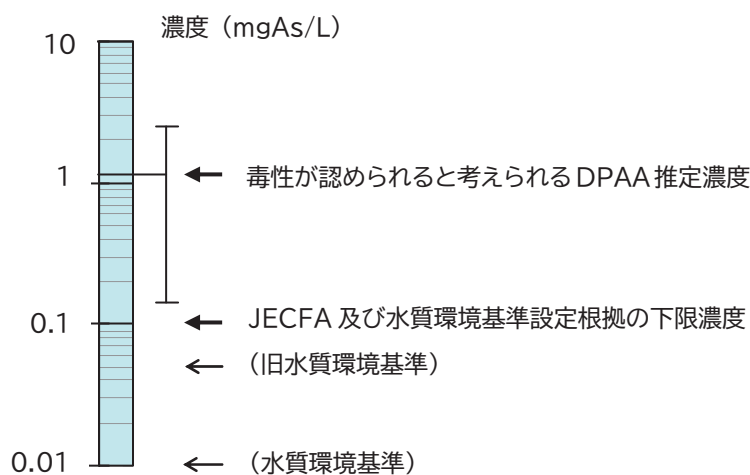 濃度（mgAs/L）
10
1
毒性が認められると考えられるDPAA推定濃度
0.1
JECFA 及び水質環境基準設定根拠の下限濃度
（旧水質環境基準）
0.01
（水質環境基準）